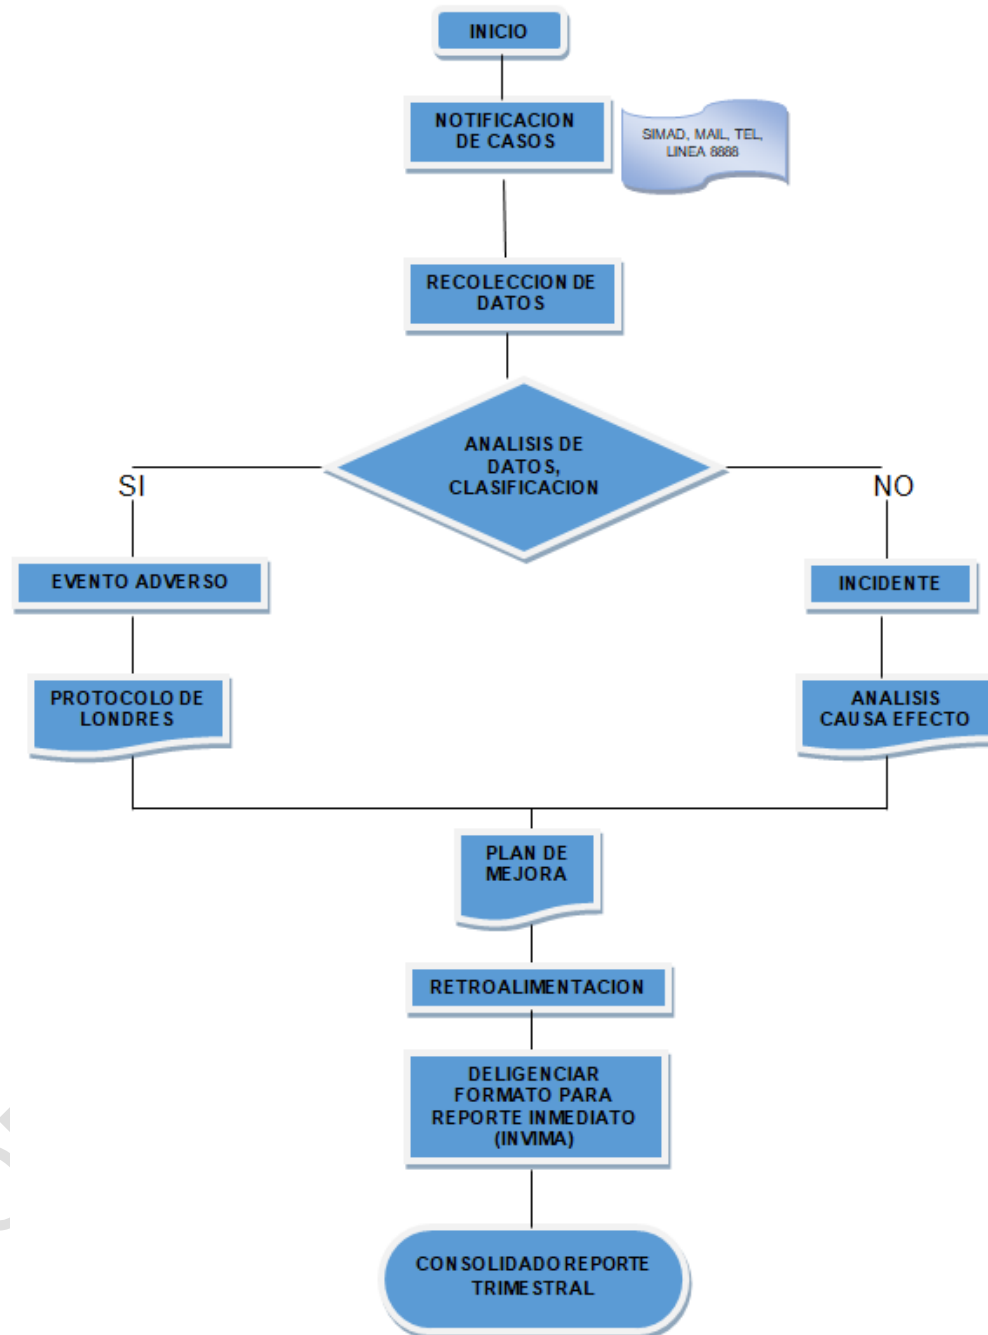 INICIO
NOTIFICACION
DE CASOS
SIMAD, MAIL, TEL,
LINEA 8888
RECOLECCION DE
DATOS
ANALISIS DE
DATOS,
CLASIFICACION
SI
NO
EVENTO ADVERSO
INCIDENTE
PROTOCOLO DE
LONDRES
ANALISIS
CAUSA EFECTO
PLAN DE
MEJORA
RETROALIMENTACION
DELIGENCIAR
FORMATO PARA
REPORTE INMEDIATO
(INVIMA)
CONSOLIDADO REPORTE
TRIMESTRAL